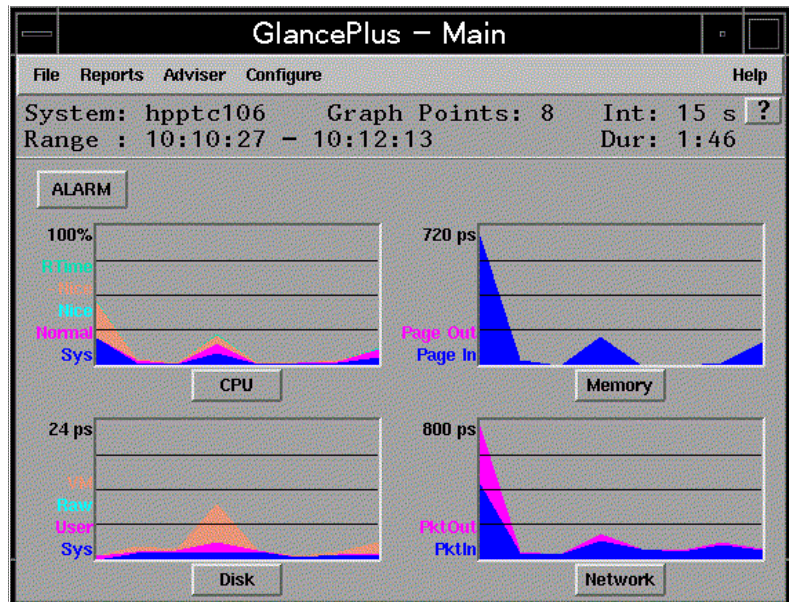 GlancePlus - Main
File Reports Adviser Configure Help
System: hpptc106 Graph Points: 8 Int: 15 s ?
Range : 10:10:27 - 10:12:13 Dur: 1:46
ALARM
100%
RTime
Nice
Nice
Normal
Sys
CPU
720 ps
Page Out
Page In
Memory
24 ps
VM
Raw
User
Sys
Disk
800 ps
PktOut
PktIn
Network